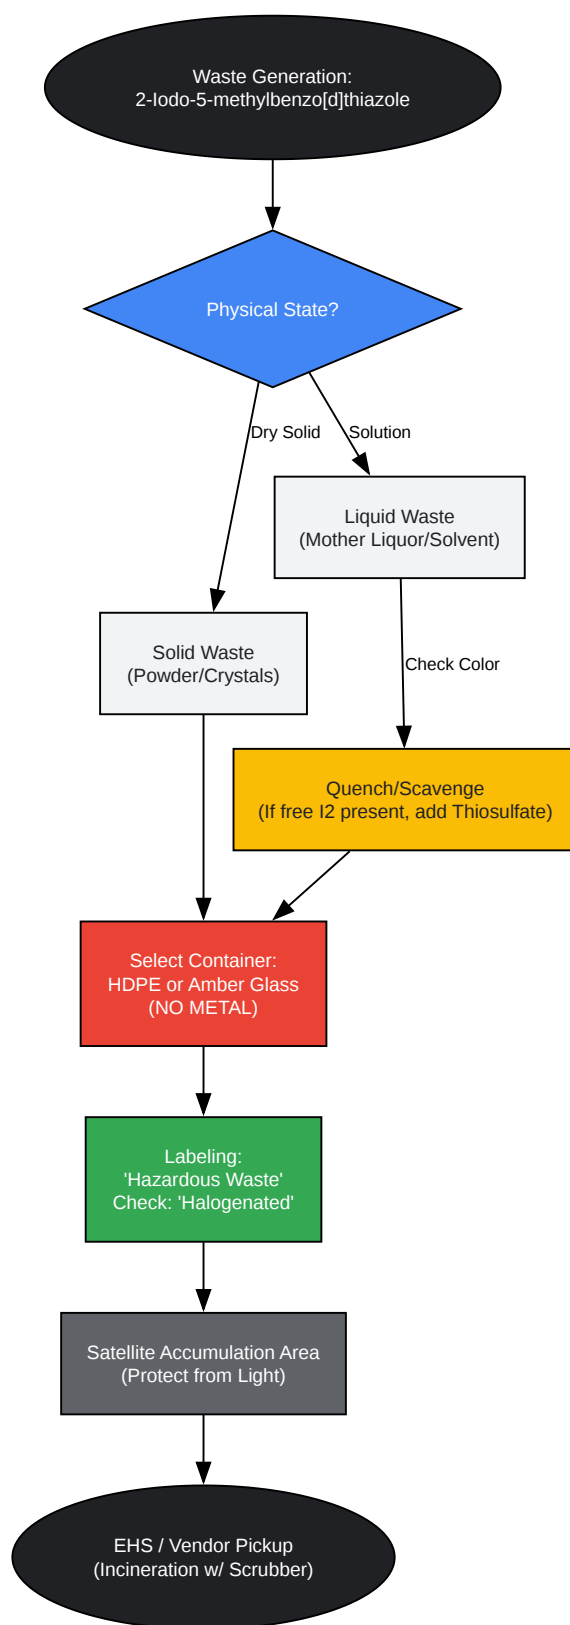 Waste Generation:
2-Iodo-5-methylbenzo[d]thiazole
Physical State?
Dry Solid
Solution
Liquid Waste
(Mother Liquor/Solvent)
Solid Waste
(Powder/Crystals)
Check Color
Quench/Scavenge
(If free I2 present, add Thiosulfate)
Select Container:
HDPE or Amber Glass
(NO METAL)
Labeling:
'Hazardous Waste'
Check: 'Halogenated'
Satellite Accumulation Area
(Protect from Light)
EHS / Vendor Pickup
(Incineration w/ Scrubber)